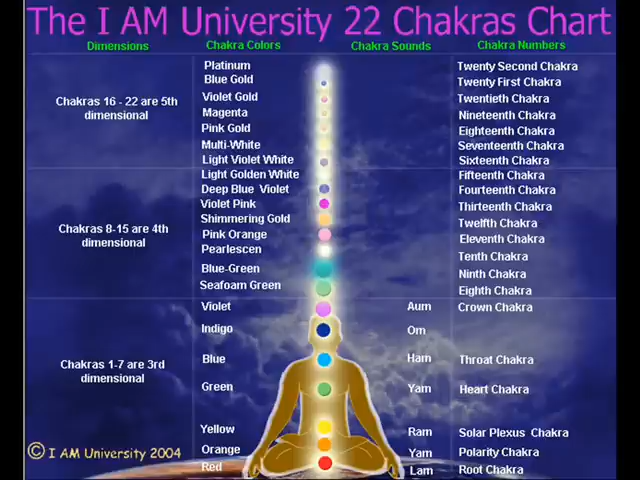 The I AM University 22 Chakras Chart
Dimensions Chakra Colors Chakra Sounds Chakra Numbers
Platinum Twenty Second Chakra
Blue Gold Twenty First Chakra
Chakras 16 - 22 are 5th
dimensional
Violet Gold Twentieth Chakra
Magenta Nineteenth Chakra
Pink Gold Eighteenth Chakra
Multi-White Seventeenth Chakra
Light Violet White Sixteenth Chakra
Light Golden White Fifteenth Chakra
Deep Blue Violet Fourteenth Chakra
Violet Pink Thirteenth Chakra
Shimmering Gold Twelfth Chakra
Chakras 8-15 are 4th
dimensional
Pink Orange Eleventh Chakra
Pearlescen Tenth Chakra
Blue-Green Ninth Chakra
Seafoam Green Eighth Chakra
Violet Aum Crown Chakra
Indigo Om
Blue Ham Throat Chakra
Chakras 1-7 are 3rd
dimensional
Green Yam Heart Chakra
Yellow Ram Solar Plexus Chakra
Orange Yam Polarity Chakra
Red Lam Root Chakra
© I AM University 2004